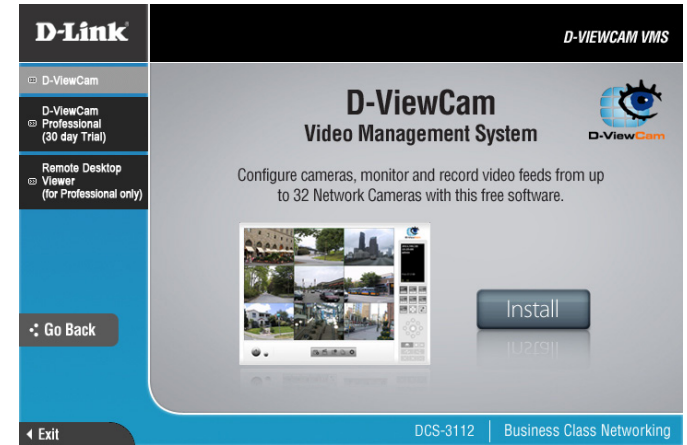 D-Link
D-VIEWCAM VMS
D-ViewCam
D-ViewCam
Professional
(30 day Trial)
Remote Desktop
Viewer
(for Professional only)
Go Back
Exit
D-ViewCam
Video Management System
D-ViewCam
Configure cameras, monitor and record video feeds from up
to 32 Network Cameras with this free software.
Install
DCS-3112
Business Class Networking